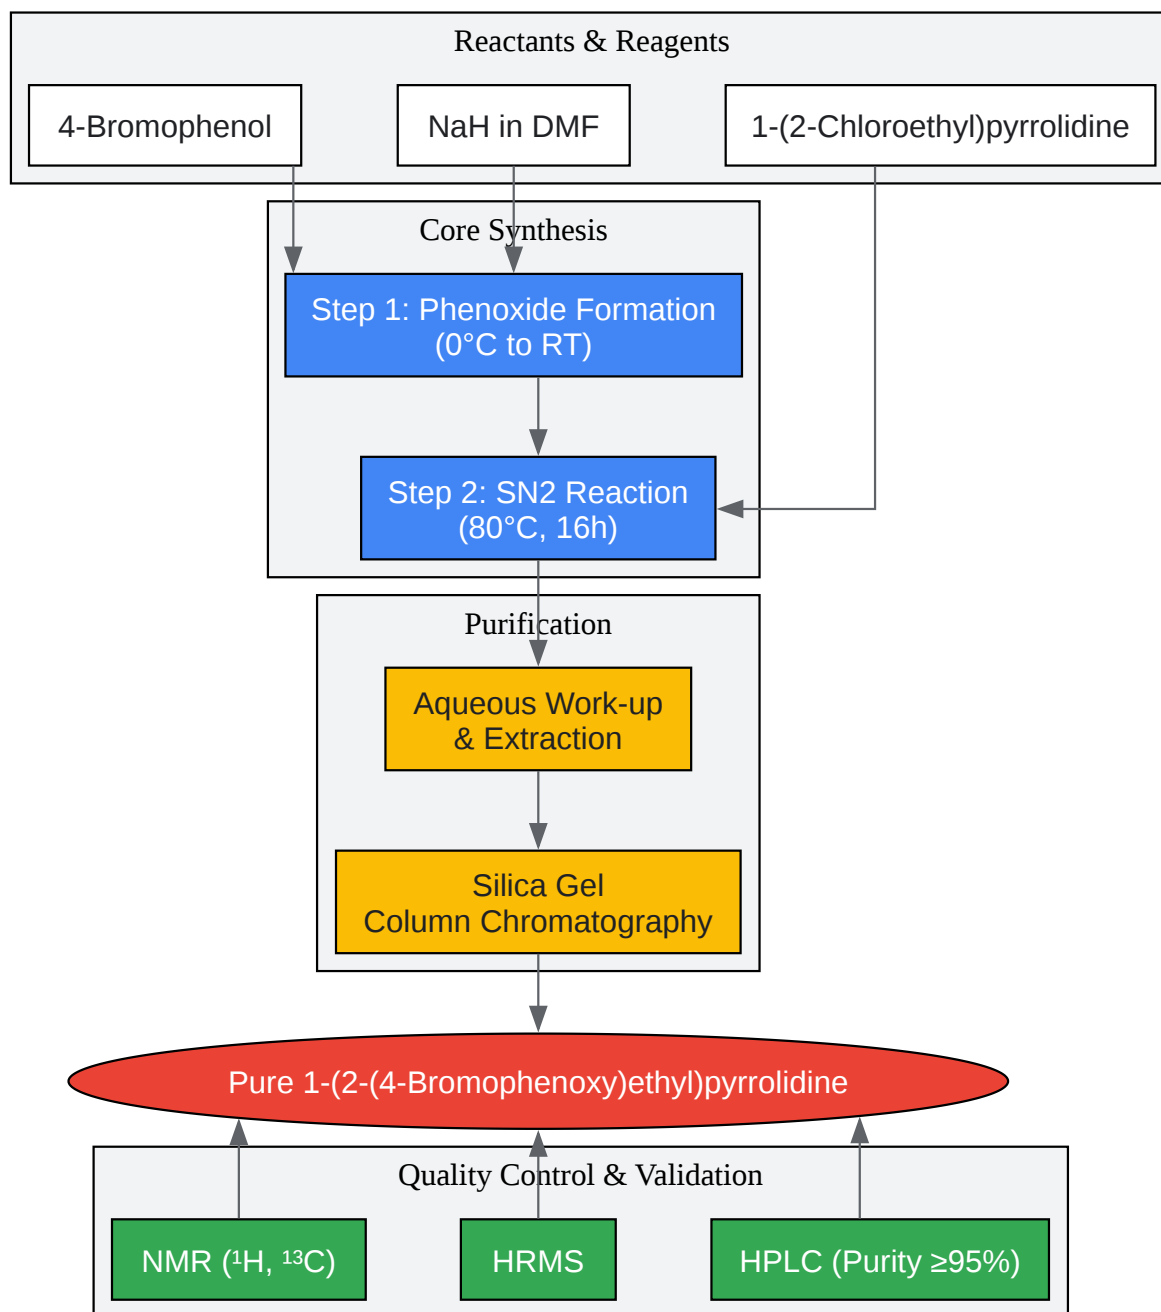 Reactants & Reagents
4-Bromophenol
NaH in DMF
1-(2-Chloroethyl)pyrrolidine
Core Synthesis
Step 1: Phenoxide Formation
(0°C to RT)
Step 2: SN2 Reaction
(80°C, 16h)
Purification
Aqueous Work-up
& Extraction
Silica Gel
Column Chromatography
Pure 1-(2-(4-Bromophenoxy)ethyl)pyrrolidine
Quality Control & Validation
NMR (¹H, ¹³C)
HRMS
HPLC (Purity ≥95%)